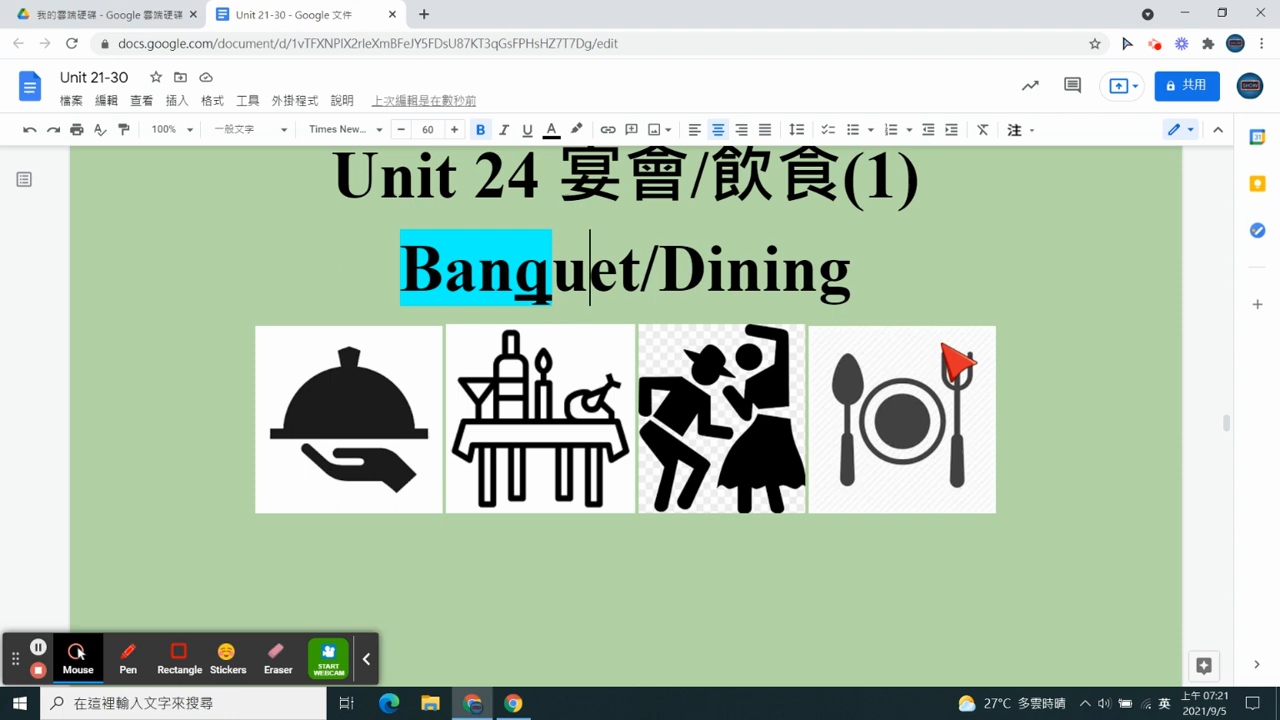 我的雲端硬碟 - Google 雲端硬碟
Unit 21-30 - Google 文件
docs.google.com/document/d/1vTFXNPIX2rIeXmBFeJY5FDsU87KT3qGsFPHsHZ7T7Dg/edit
Unit 21-30
檔案 編輯 查看 插入 格式 工具 外掛程式 說明 上次編輯是在數秒前
共用
100% 一般文字 Times New... 60 B I U A 注
Unit 24 宴會/飲食(1)
Banquet/Dining
Mouse Pen Rectangle Stickers Eraser START WEBCAM
在這裡輸入文字來搜尋
27°C 多雲時晴 英 上午 07:21
2021/9/5